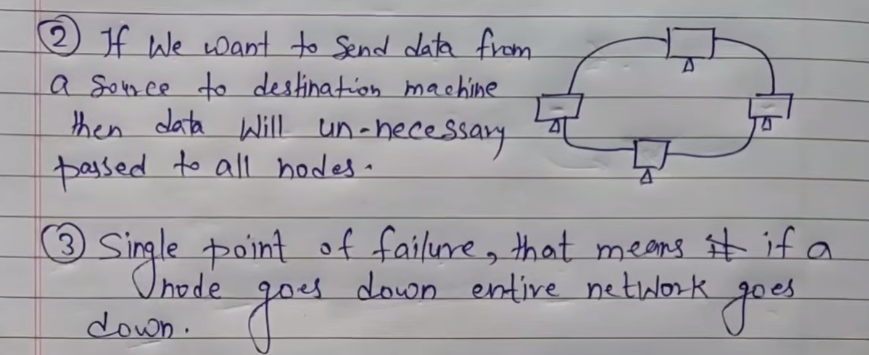 ② If We want to Send data from
a Source to destination machine
then data Will un-necessary
passed to all nodes.
③ Single point of failure, that means it if a
node goes down entire netWork goes
down.